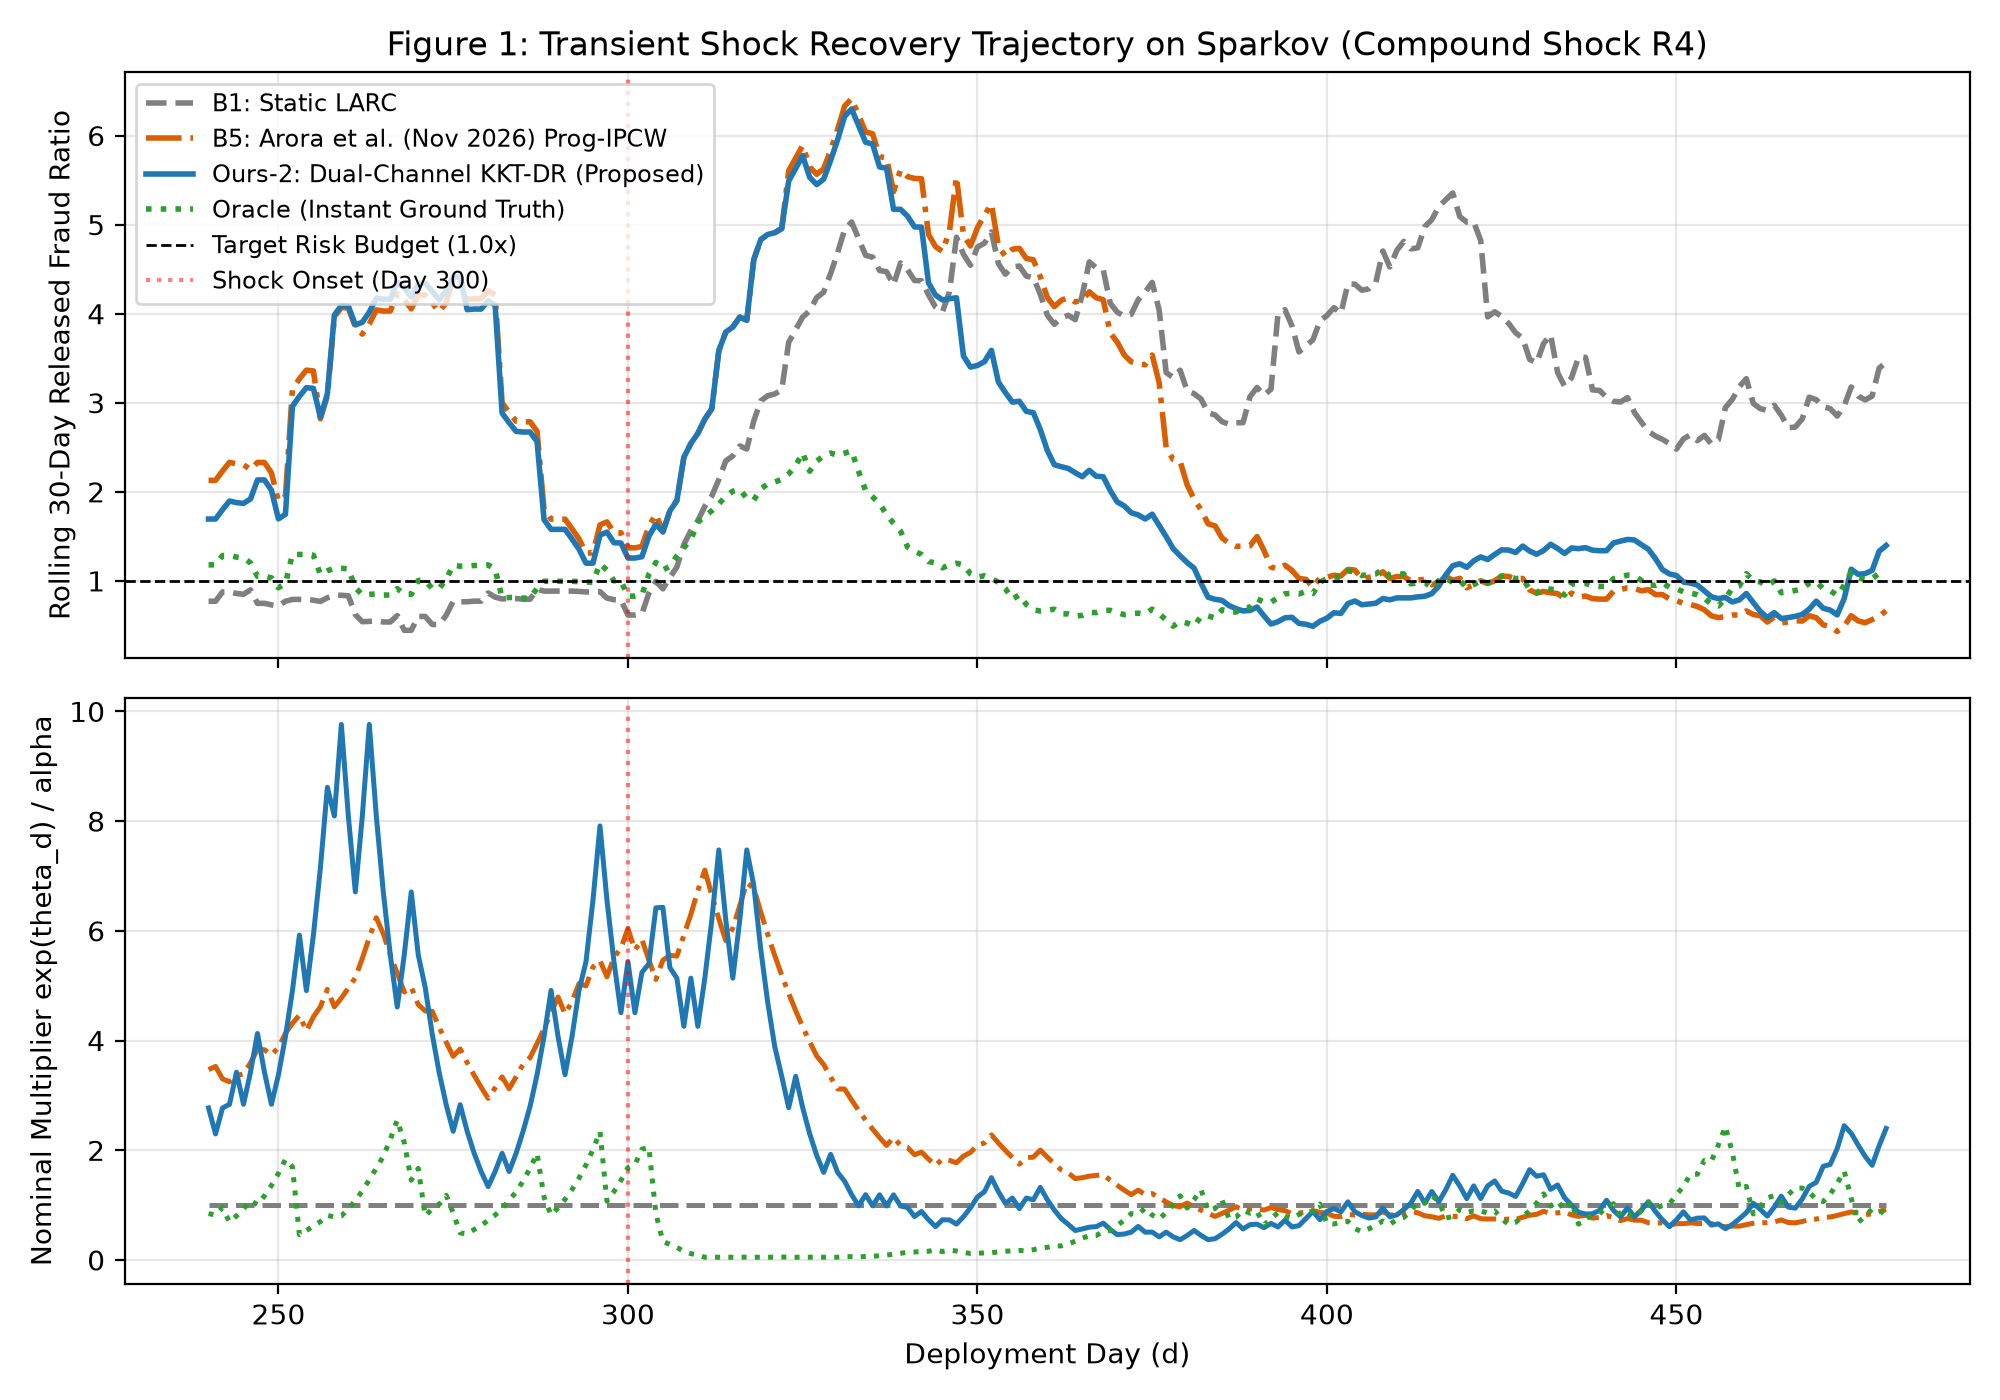 Figure 1: Transient Shock Recovery Trajectory on Sparkov (Compound Shock R4)
Rolling 30-Day Released Fraud Ratio
6
5
4
3
2
1
B1: Static LARC
B5: Arora et al. (Nov 2026) Prog-IPCW
Ours-2: Dual-Channel KKT-DR (Proposed)
Oracle (Instant Ground Truth)
Target Risk Budget (1.0x)
Shock Onset (Day 300)
Nominal Multiplier exp(theta_d) / alpha
10
8
6
4
2
0
250 300 350 400 450
Deployment Day (d)